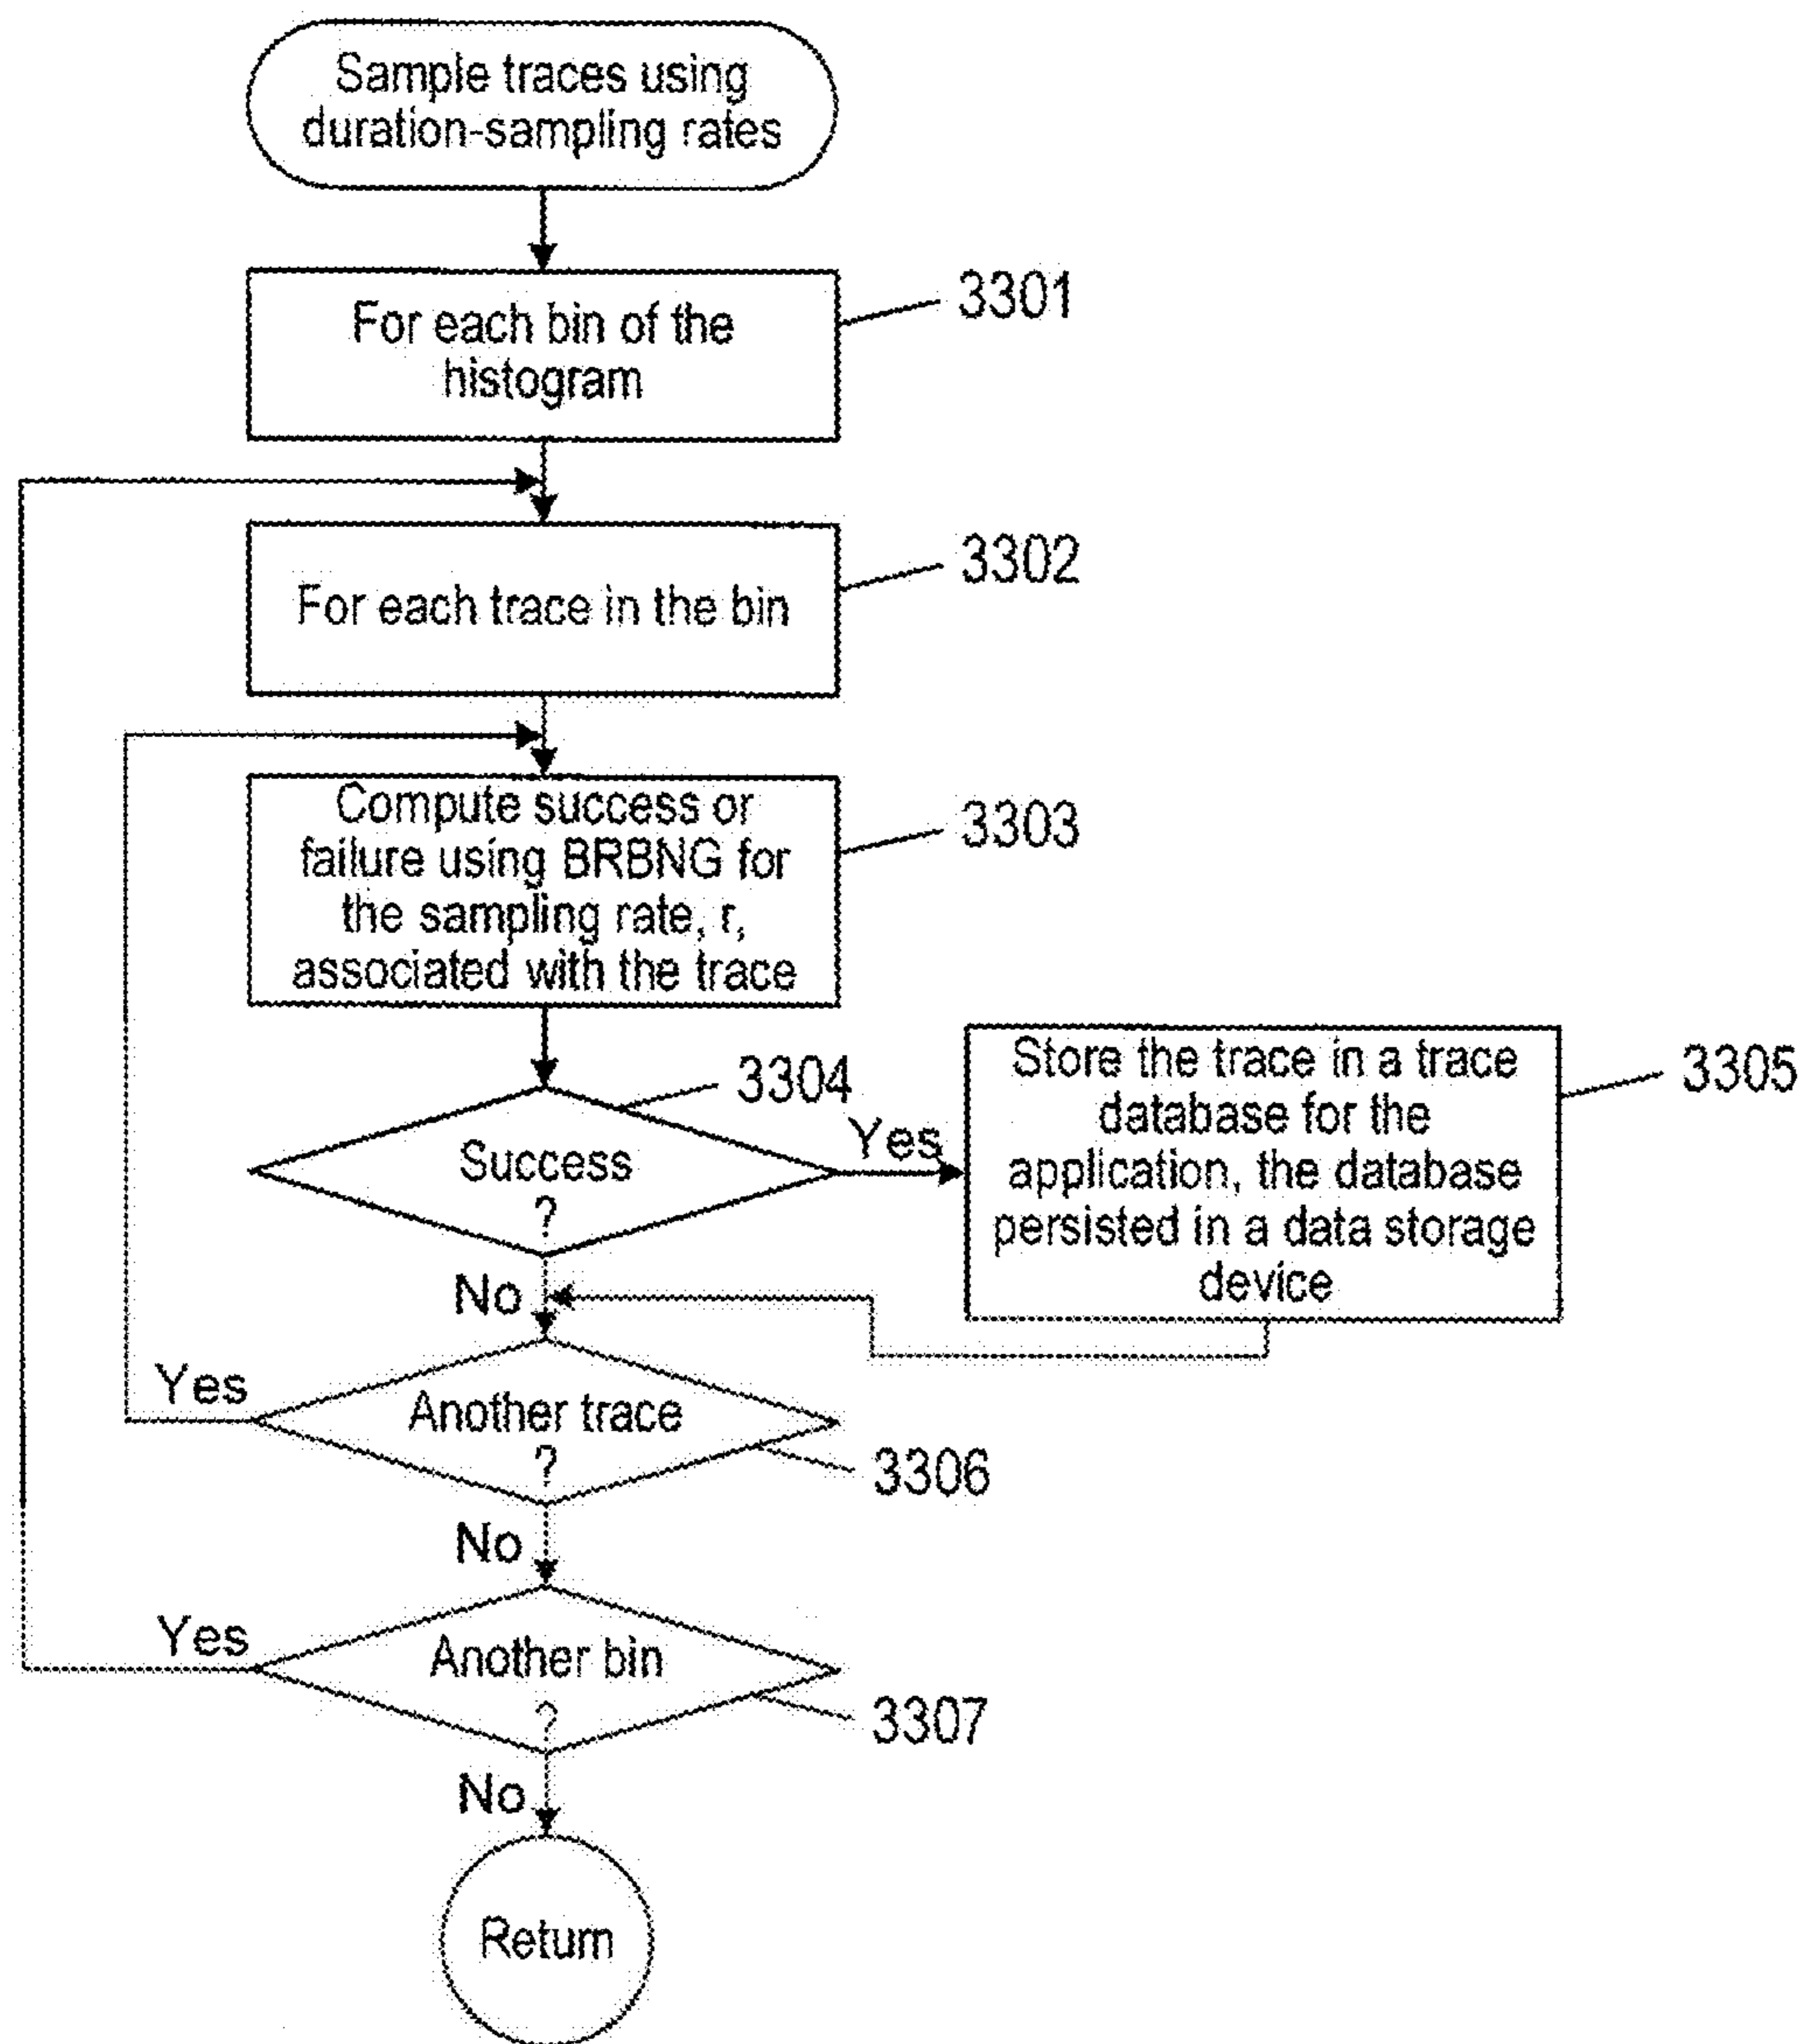 Sample traces using
duration-sampling rates
For each bin of the
histogram
3301
For each trace in the bin
3302
Compute success or
failure using BRBNG for
the sampling rate, r,
associated with the trace
3303
3304
Success
?
Yes
No
Store the trace in a trace
database for the
application, the database
persisted in a data storage
device
3305
Another trace
?
Yes
3306
No
Another bin
?
Yes
3307
No
Return